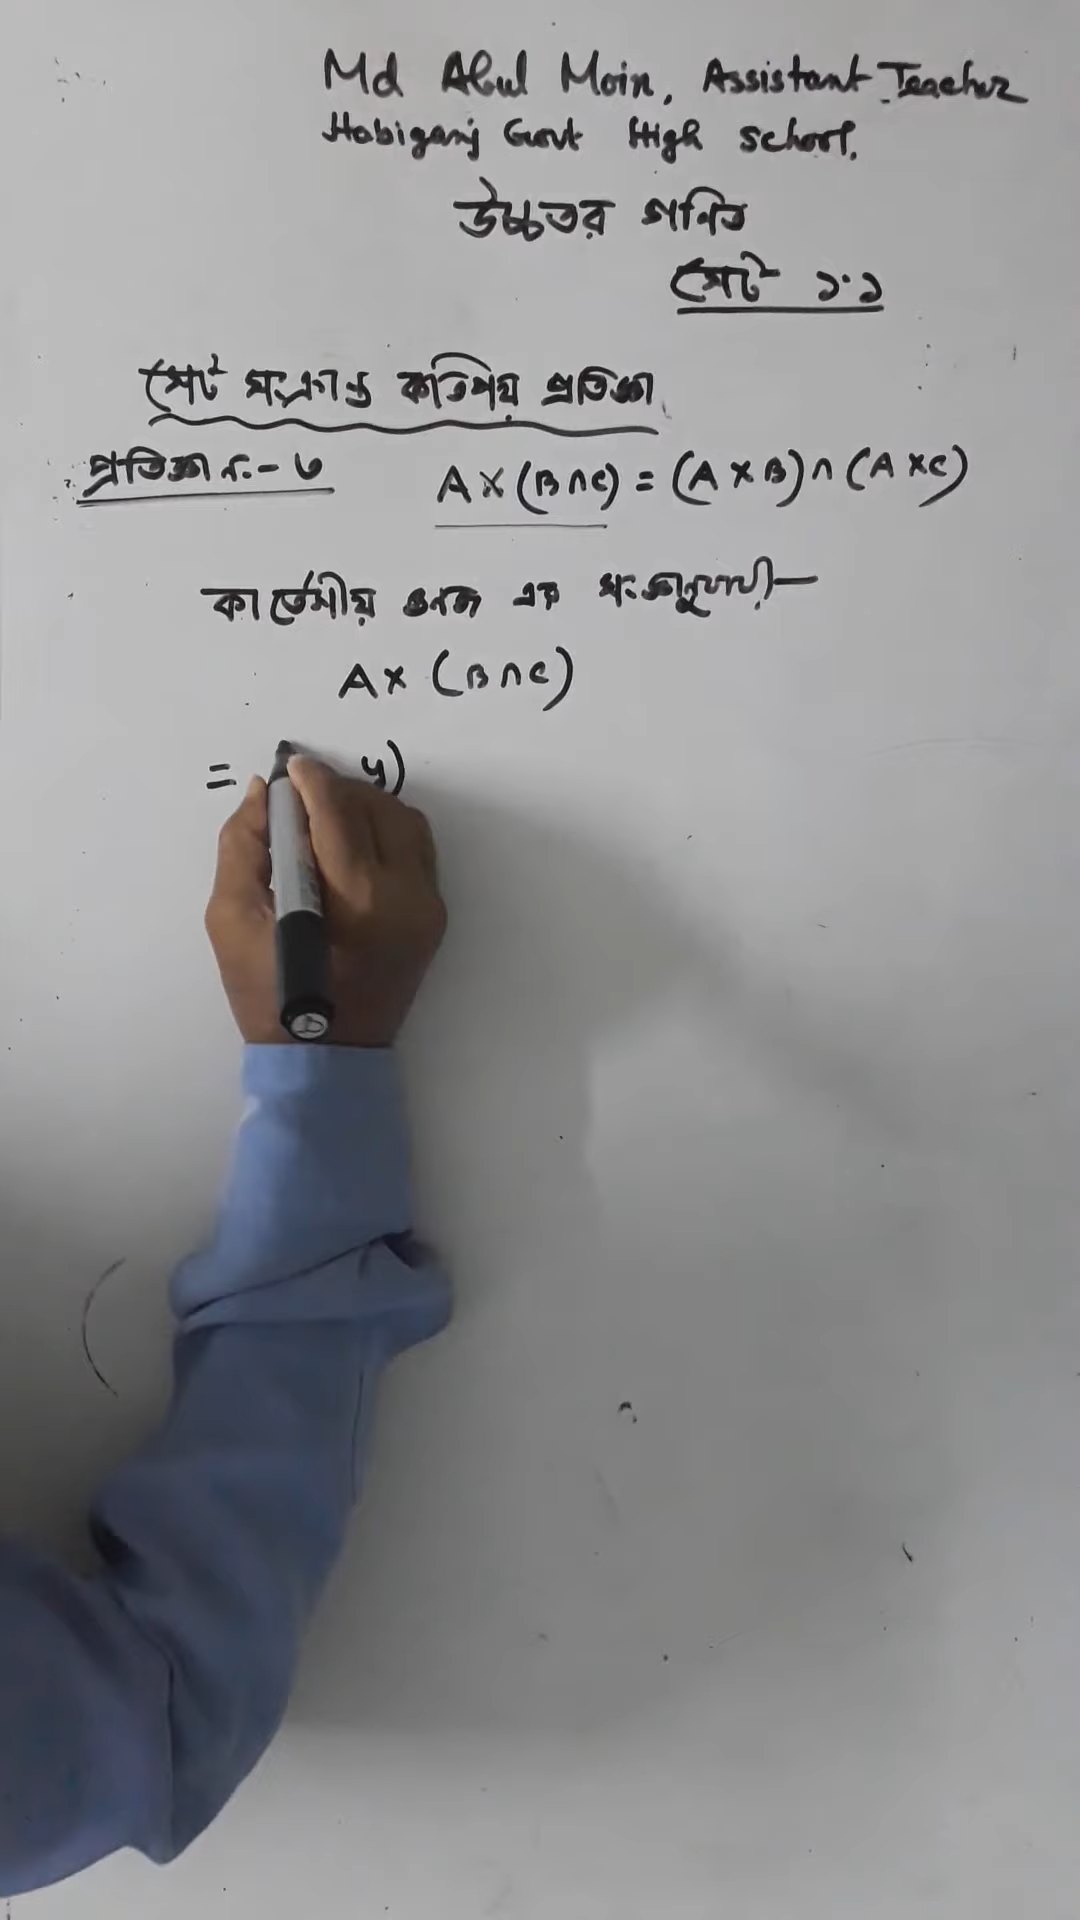 Md Abul Moin, Assistant Teacher
Habiganj Govt High School.
উচ্চতর গণিত
সেট ১.১
সেট সংক্রান্ত কতিপয় প্রতিজ্ঞা
প্রতিজ্ঞা নং- ৬ A × (B ∩ C) = (A × B) ∩ (A × C)
কার্তেসীয় গুনজ এর সংজ্ঞানুযায়ী—
A × (B ∩ C)
= y)